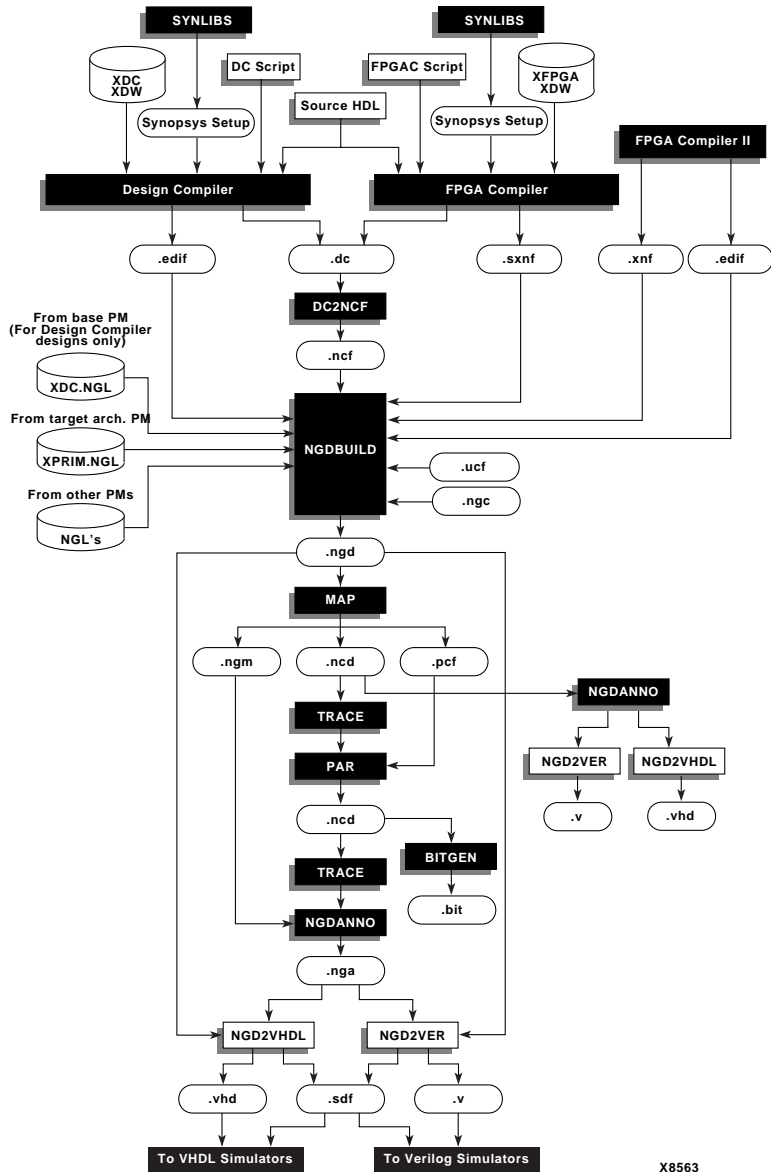 SYNLIBS
SYNLIBS
DC Script
FPGAC Script
XDC
XDW
XFPGA
XDW
Source HDL
Synopsys Setup
Synopsys Setup
FPGA Compiler II
Design Compiler
FPGA Compiler
.edif
.dc
.sxnf
.xnf
.edif
DC2NCF
From base PM
(For Design Compiler
designs only)
.ncf
XDC.NGL
From target arch. PM
XPRIM.NGL
NGDBUILD
.ucf
.ngc
From other PMs
NGL's
.ngd
MAP
.ngm
.ncd
.pcf
NGDANNO
TRACE
NGD2VER
NGD2VHDL
PAR
.v
.vhd
.ncd
BITGEN
TRACE
.bit
NGDANNO
.nga
NGD2VHDL
NGD2VER
.vhd
.sdf
.v
To VHDL Simulators
To Verilog Simulators
X8563